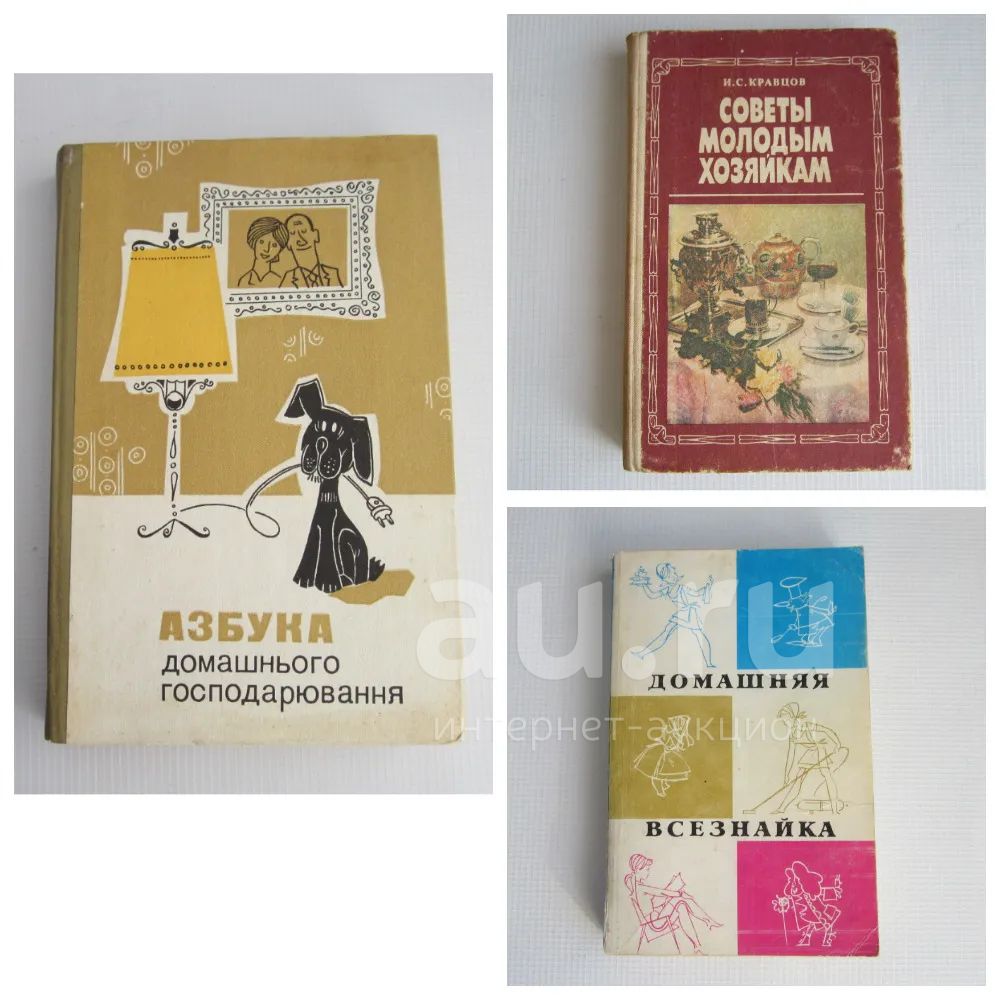 АЗБУКА
домашнього
господарювання
И.С.КРАВЦОВ
СОВЕТЫ
МОЛОДЫМ
ХОЗЯЙКАМ
ДОМАШНЯЯ
ВСЕЗНАЙКА
au.ru
интернет-аукцион